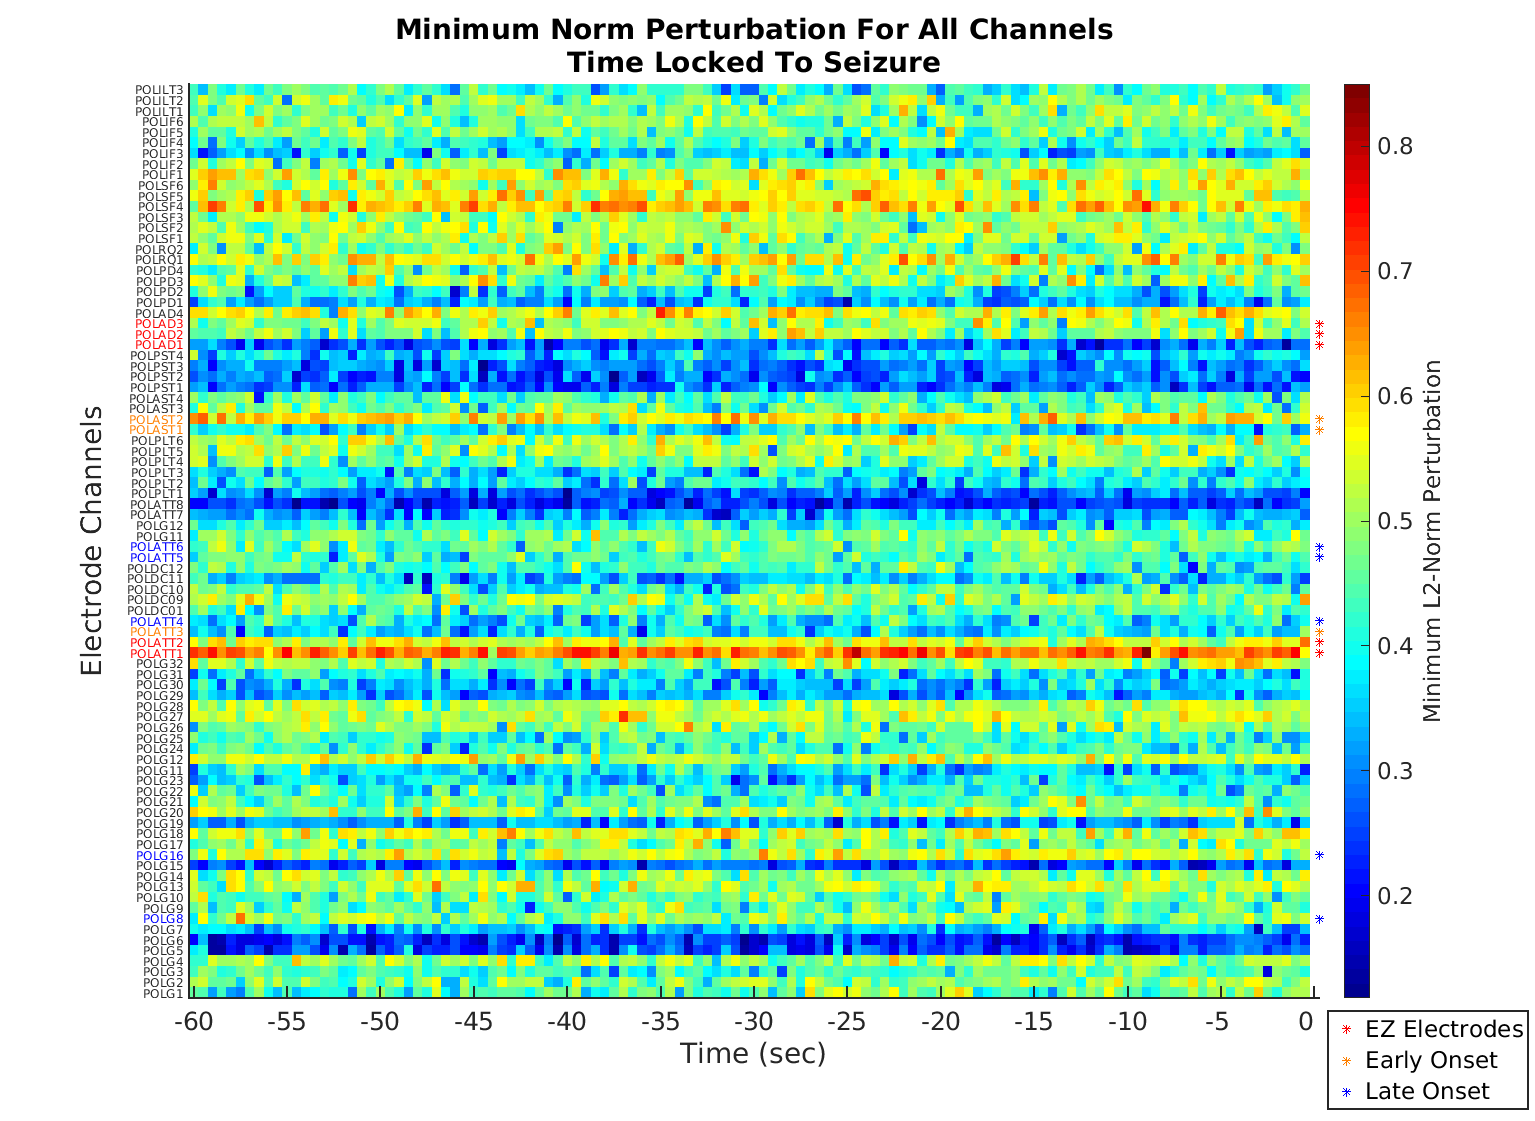 Minimum Norm Perturbation For All Channels
Time Locked To Seizure
Electrode Channels
POLILT3
POLILT2
POLILT1
POLIF6
POLIF5
POLIF4
POLIF3
POLIF2
POLIF1
POLSF6
POLSF5
POLSF4
POLSF3
POLSF2
POLSF1
POLRQ2
POLRQ1
POLPD4
POLPD3
POLPD2
POLPD1
POLAD4
POLAD3
POLAD2
POLAD1
POLPST4
POLPST3
POLPST2
POLPST1
POLAST4
POLAST3
POLAST2
POLAST1
POLPLT6
POLPLT5
POLPLT4
POLPLT3
POLPLT2
POLPLT1
POLATT8
POLATT7
POLG12
POLG11
POLATT6
POLATT5
POLDC12
POLDC11
POLDC10
POLDC09
POLDC01
POLATT4
POLATT3
POLATT2
POLATT1
POLG32
POLG31
POLG30
POLG29
POLG28
POLG27
POLG26
POLG25
POLG24
POLG12
POLG11
POLG23
POLG22
POLG21
POLG20
POLG19
POLG18
POLG17
POLG16
POLG15
POLG14
POLG13
POLG10
POLG9
POLG8
POLG7
POLG6
POLG5
POLG4
POLG3
POLG2
POLG1
-60 -55 -50 -45 -40 -35 -30 -25 -20 -15 -10 -5 0
Time (sec)
0.8
0.7
0.6
0.5
0.4
0.3
0.2
Minimum L2-Norm Perturbation
EZ Electrodes
Early Onset
Late Onset